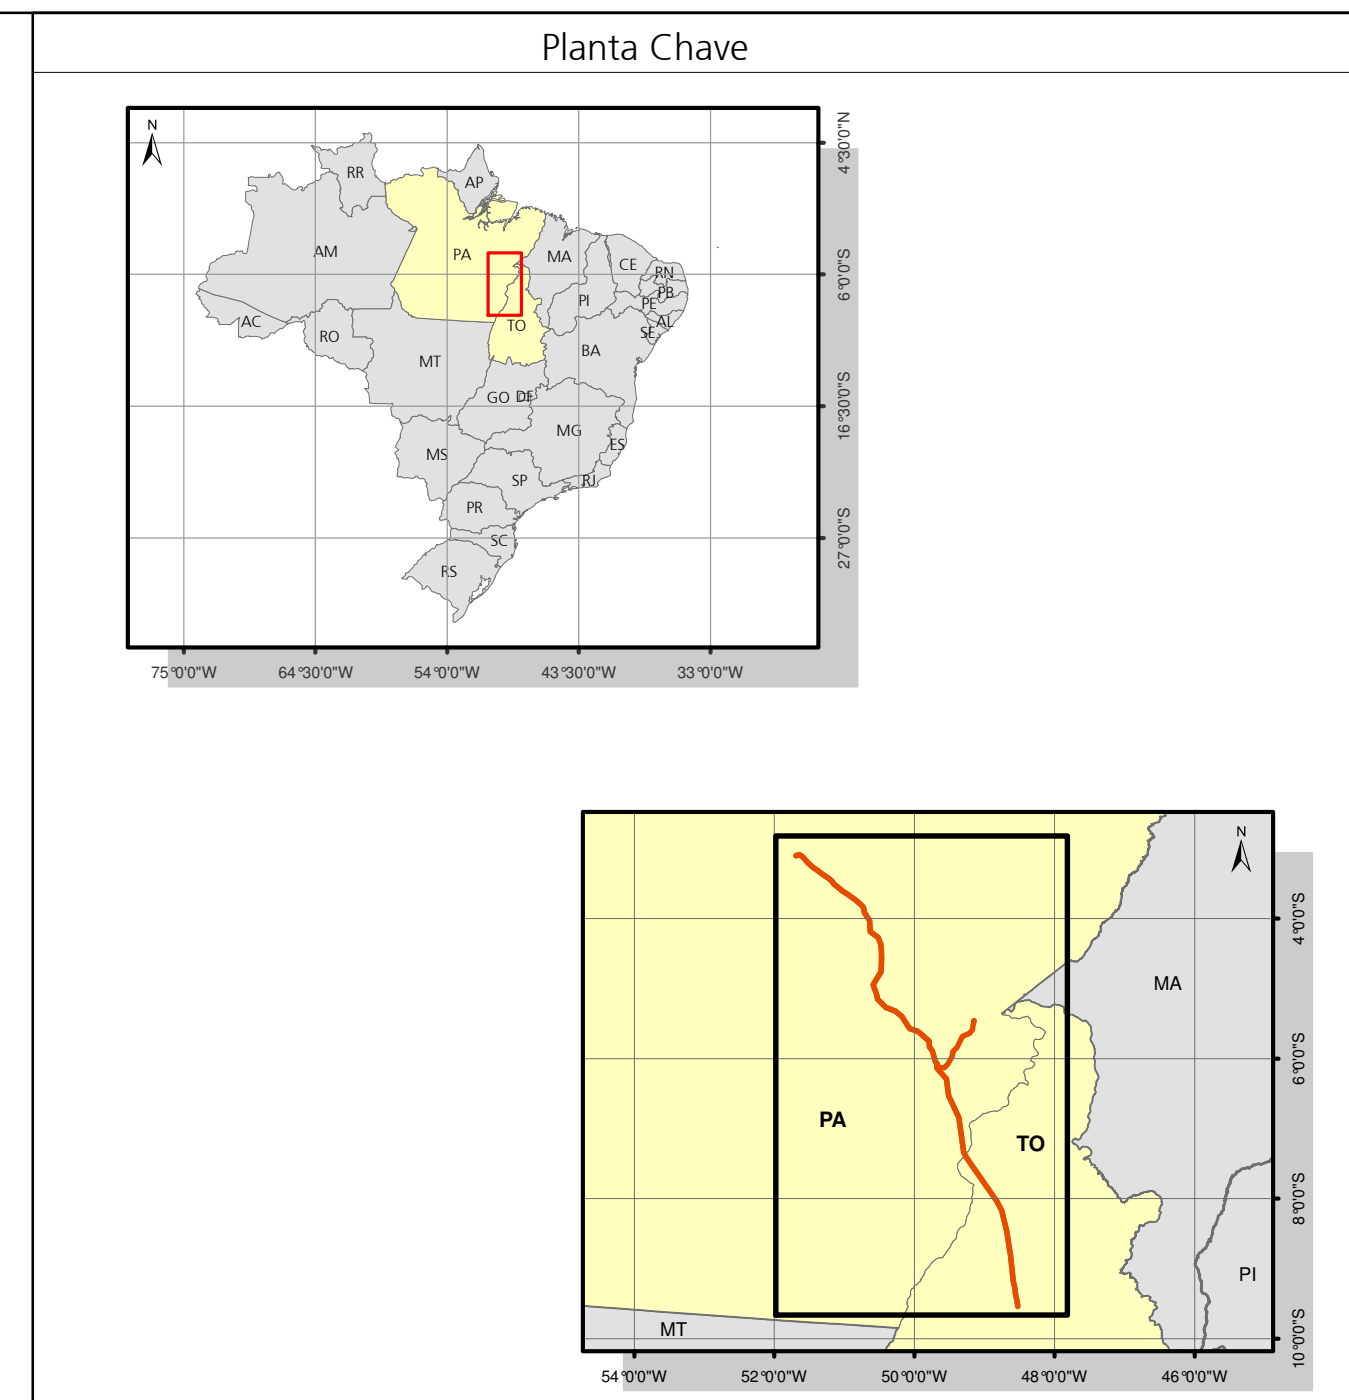 Planta Chave
N
4°30'0"N
RR
AP
AM
PA
MA
CE
RN
6°0'0"S
PB
PI
PE
AC
TO
AL
RO
SE
BA
MT
16°30'0"S
GO
DF
MG
ES
MS
SP
RJ
PR
27°0'0"S
SC
RS
75°0'0"W 64°30'0"W 54°0'0"W 43°30'0"W 33°0'0"W
N
4°0'0"S
MA
6°0'0"S
PA
TO
8°0'0"S
PI
MT
10°0'0"S
54°0'0"W 52°0'0"W 50°0'0"W 48°0'0"W 46°0'0"W